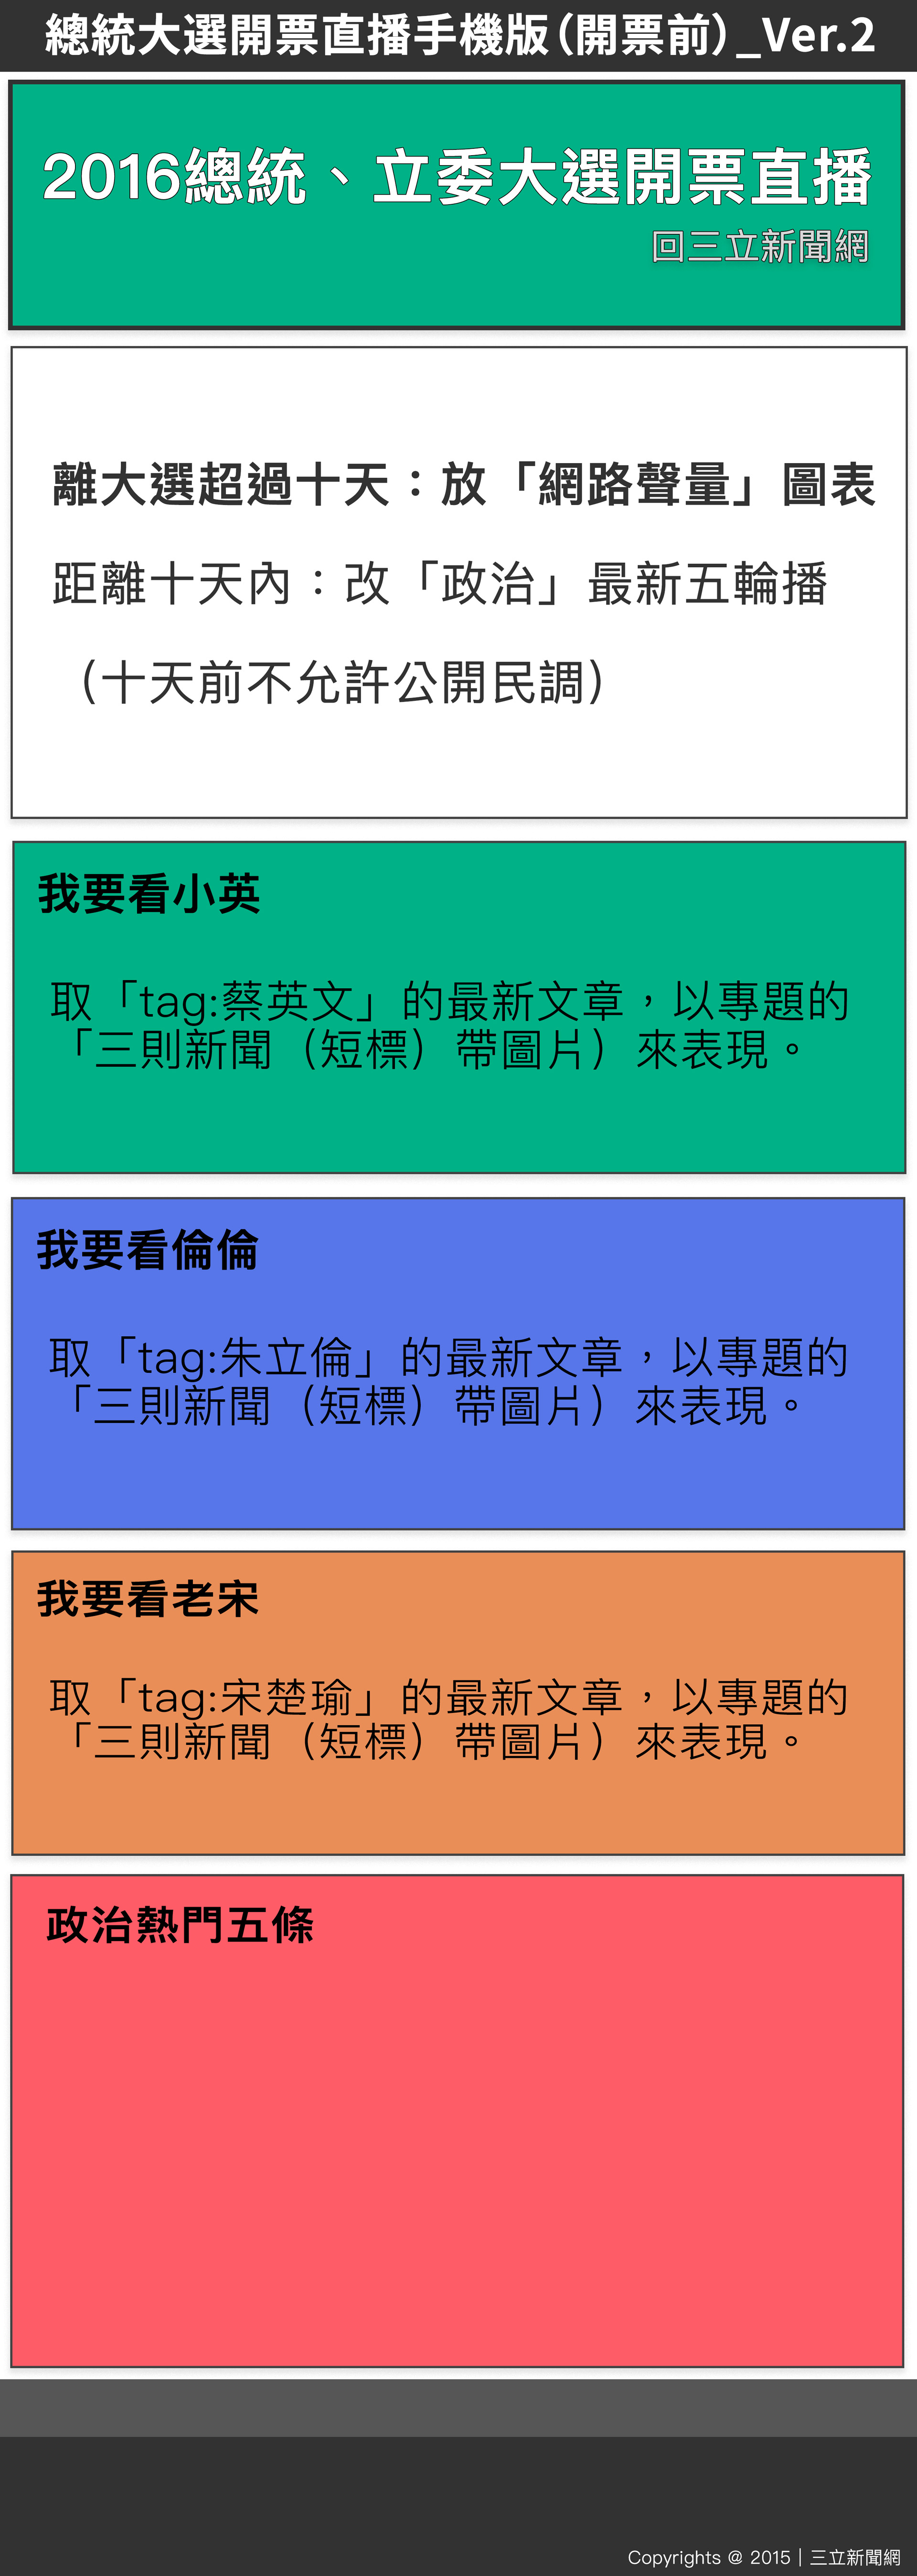 總統大選開票直播手機版(開票前)_Ver.2
2016總統、立委大選開票直播
回三立新聞網
離大選超過十天：放「網路聲量」圖表
距離十天內：改「政治」最新五輪播
（十天前不允許公開民調）
我要看小英
取「tag:蔡英文」的最新文章，以專題的
「三則新聞（短標）帶圖片）來表現。
我要看倫倫
取「tag:朱立倫」的最新文章，以專題的
「三則新聞（短標）帶圖片）來表現。
我要看老宋
取「tag:宋楚瑜」的最新文章，以專題的
「三則新聞（短標）帶圖片）來表現。
政治熱門五條
Copyrights @ 2015 | 三立新聞網